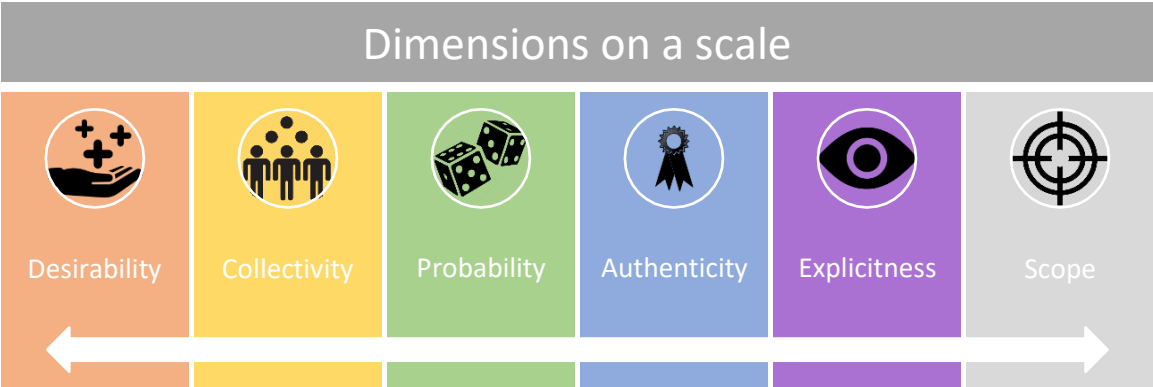 Dimensions on a scale
Desirability
Collectivity
Probability
Authenticity
Explicitness
Scope